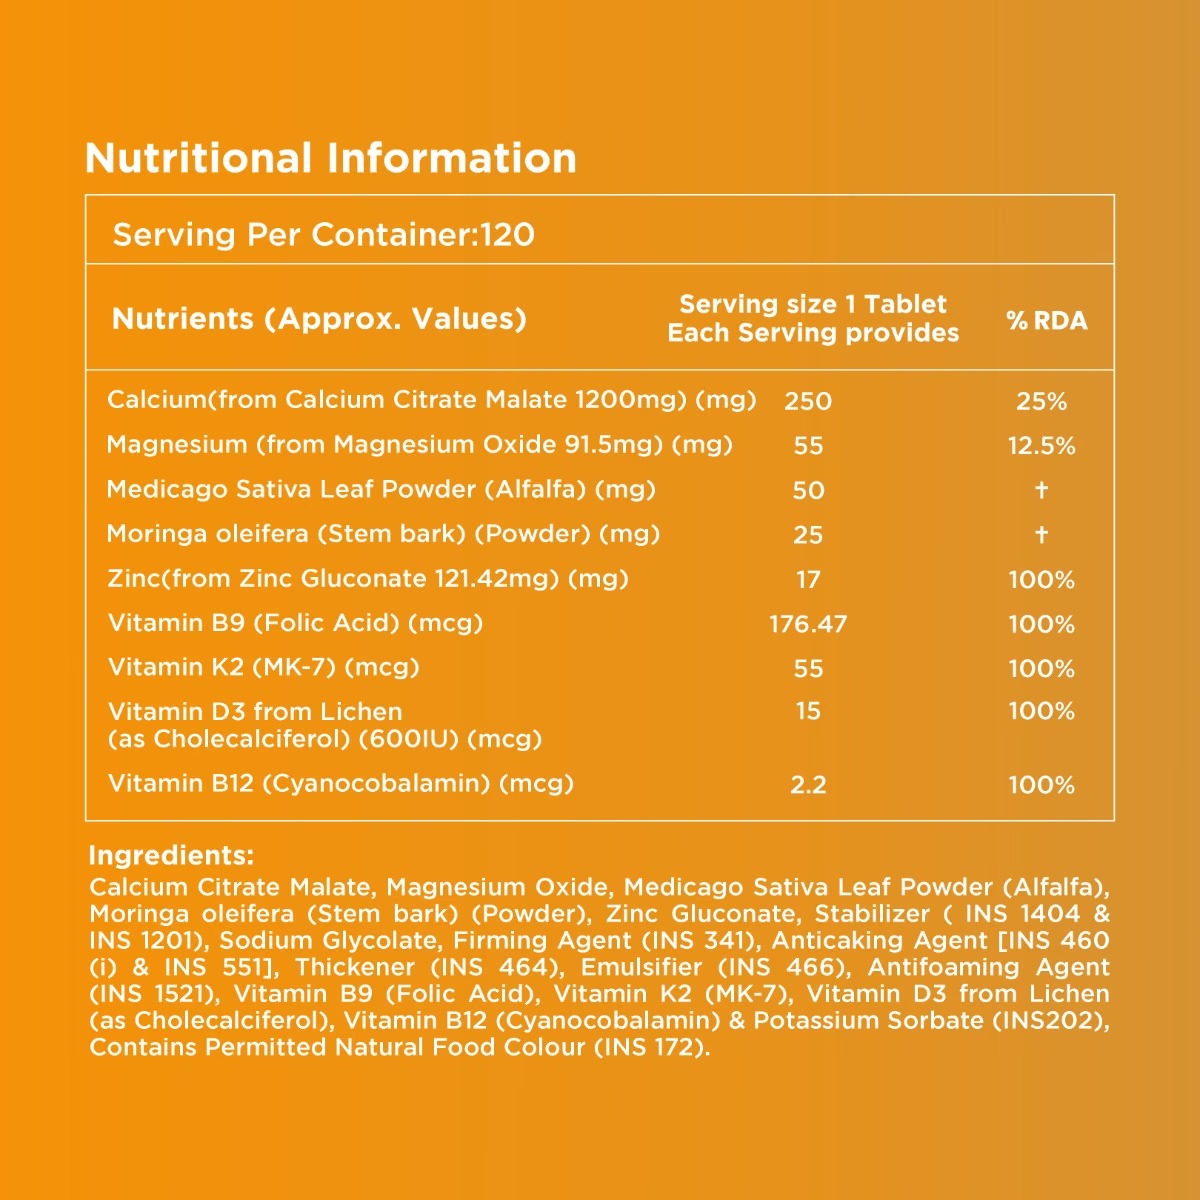 Nutritional Information
Serving Per Container:120
Nutrients (Approx. Values)
Serving size 1 Tablet
Each Serving provides
% RDA
Calcium(from Calcium Citrate Malate 1200mg) (mg) 250 25%
Magnesium (from Magnesium Oxide 91.5mg) (mg) 55 12.5%
Medicago Sativa Leaf Powder (Alfalfa) (mg) 50 †
Moringa oleifera (Stem bark) (Powder) (mg) 25 †
Zinc(from Zinc Gluconate 121.42mg) (mg) 17 100%
Vitamin B9 (Folic Acid) (mcg) 176.47 100%
Vitamin K2 (MK-7) (mcg) 55 100%
Vitamin D3 from Lichen 15 100%
(as Cholecalciferol) (600IU) (mcg)
Vitamin B12 (Cyanocobalamin) (mcg) 2.2 100%
Ingredients:
Calcium Citrate Malate, Magnesium Oxide, Medicago Sativa Leaf Powder (Alfalfa),
Moringa oleifera (Stem bark) (Powder), Zinc Gluconate, Stabilizer ( INS 1404 &
INS 1201), Sodium Glycolate, Firming Agent (INS 341), Anticaking Agent [INS 460
(i) & INS 551], Thickener (INS 464), Emulsifier (INS 466), Antifoaming Agent
(INS 1521), Vitamin B9 (Folic Acid), Vitamin K2 (MK-7), Vitamin D3 from Lichen
(as Cholecalciferol), Vitamin B12 (Cyanocobalamin) & Potassium Sorbate (INS202),
Contains Permitted Natural Food Colour (INS 172).